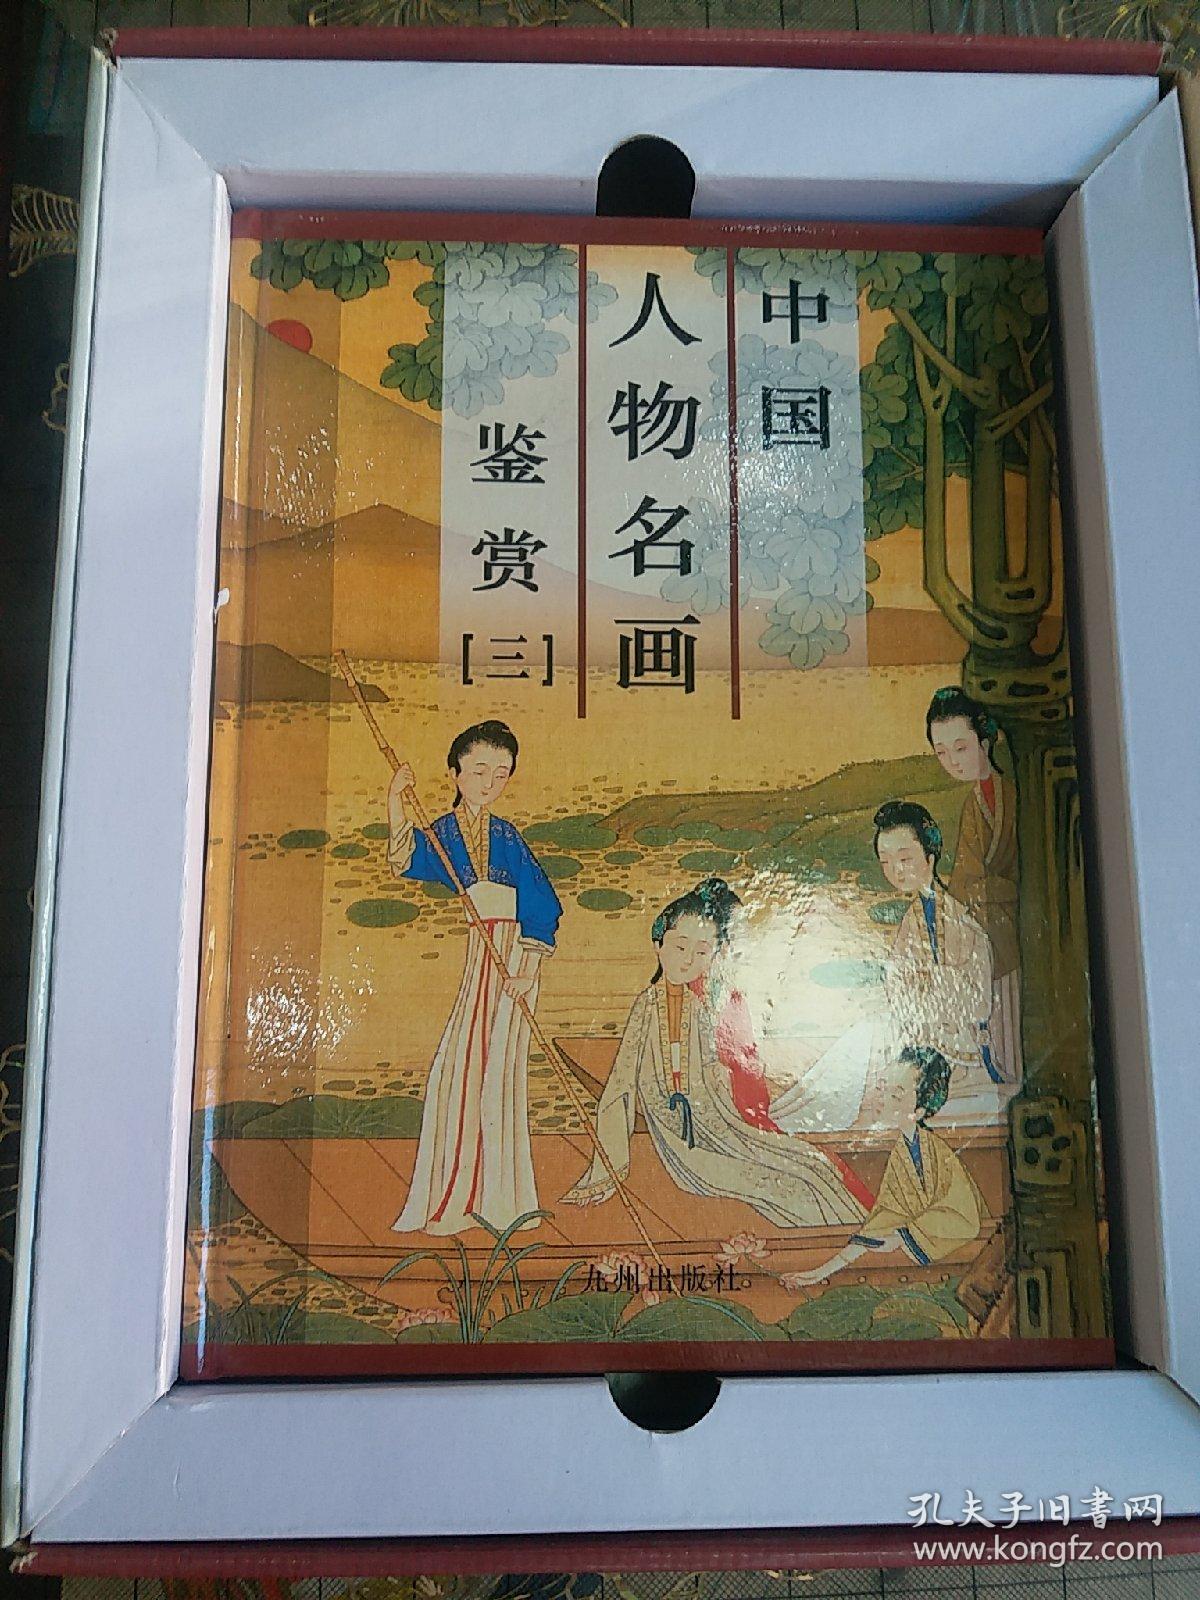 中国
人物名画
鉴赏
[三]
九州出版社
孔夫子旧书网
www.kongfz.com